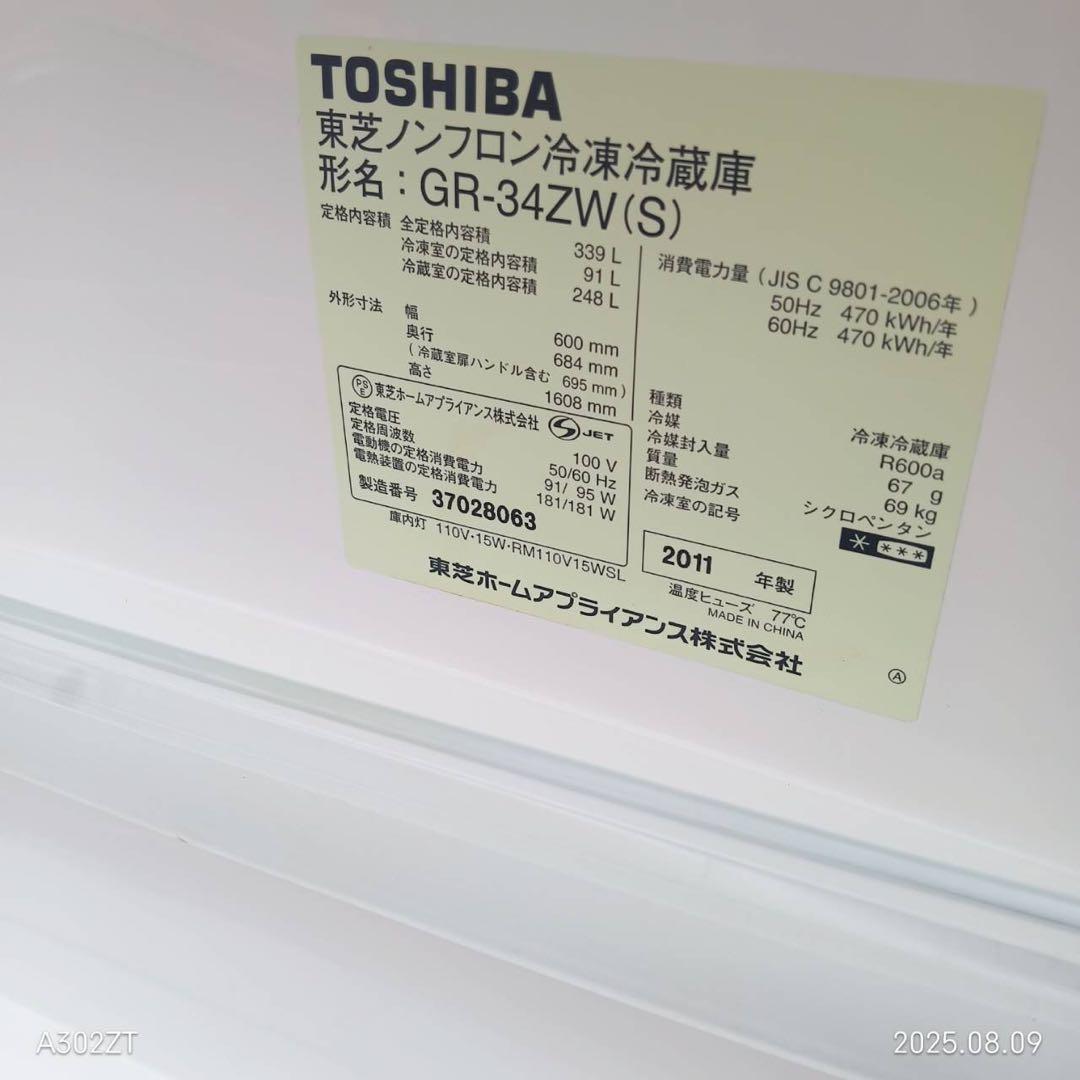 TOSHIBA
東芝ノンフロン冷凍冷蔵庫
形名：GR-34ZW(S)
定格内容積 全定格内容積 339 L
冷凍室の定格内容積 91 L
冷蔵室の定格内容積 248 L
外形寸法 幅 600 mm
奥行 684 mm
(冷蔵室扉ハンドル含む 695 mm)
高さ 1608 mm
PSE 東芝ホームアプライアンス株式会社 S JET
定格電圧 100 V
定格周波数 50/60 Hz
電動機の定格消費電力 91/ 95 W
電熱装置の定格消費電力 181/181 W
製造番号 37028063
庫内灯 110V・15W・RM110V15WSL
消費電力量 (JIS C 9801-2006年)
50Hz 470 kWh/年
60Hz 470 kWh/年
種類 冷凍冷蔵庫
冷媒 R600a
冷媒封入量 67 g
質量 69 kg
断熱発泡ガス シクロペンタン
冷凍室の記号 * ***
2011 年製
温度ヒューズ 77℃
MADE IN CHINA
東芝ホームアプライアンス株式会社
Ⓐ
A302ZT
2025.08.09